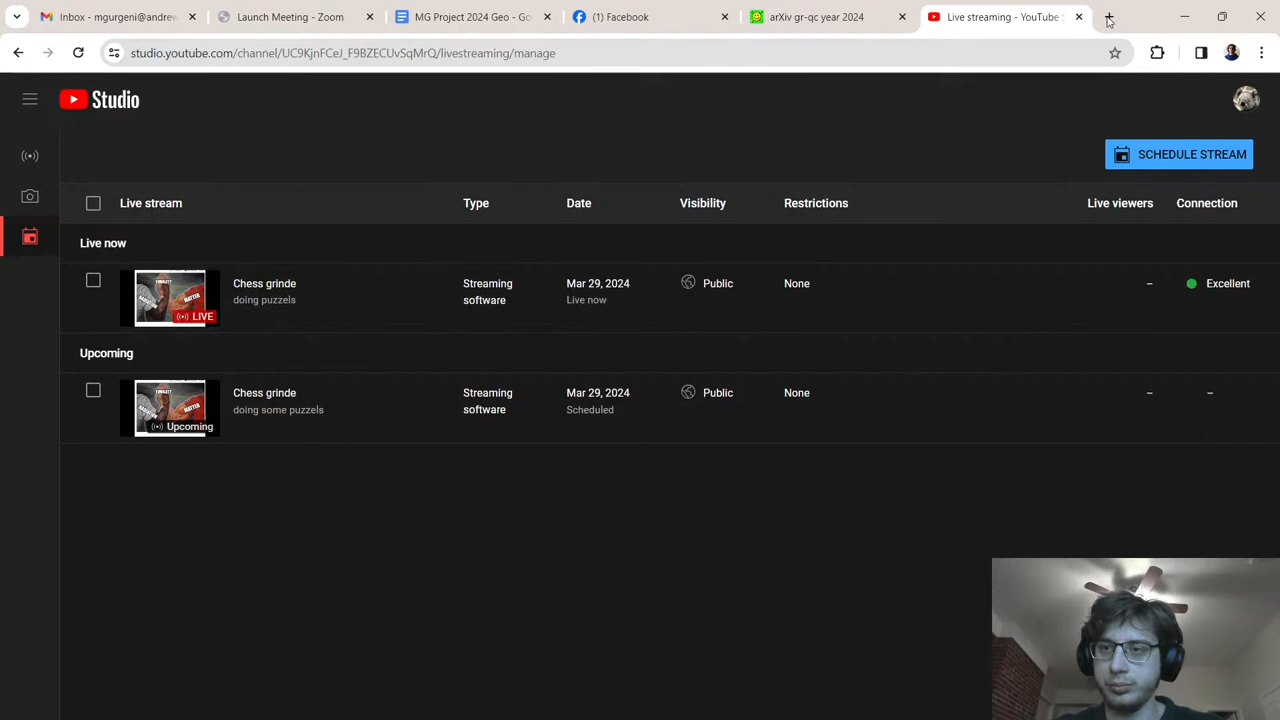 Inbox - mgurgeni@andrew
Launch Meeting - Zoom
MG Project 2024 Geo - Go
(1) Facebook
arXiv gr-qc year 2024
Live streaming - YouTube
studio.youtube.com/channel/UC9KjnFCeJ_F9BZECUvSqMrQ/livestreaming/manage
Studio
SCHEDULE STREAM
Live stream Type Date Visibility Restrictions Live viewers Connection
Live now
Chess grinde
doing puzzels
Streaming
software
Mar 29, 2024
Live now
Public
None
–
Excellent
LIVE
Upcoming
Chess grinde
doing some puzzels
Streaming
software
Mar 29, 2024
Scheduled
Public
None
–
–
Upcoming